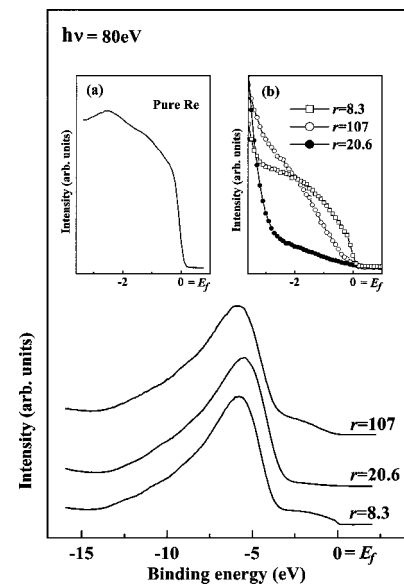 hν = 80eV
(a)
Pure Re
Intensity (arb. units)
-2
0 = Ef
(b)
r=8.3
r=107
r=20.6
Intensity (arb. units)
-2
0 = Ef
Intensity (arb. units)
r=107
r=20.6
r=8.3
-15
-10
-5
0 = Ef
Binding energy (eV)